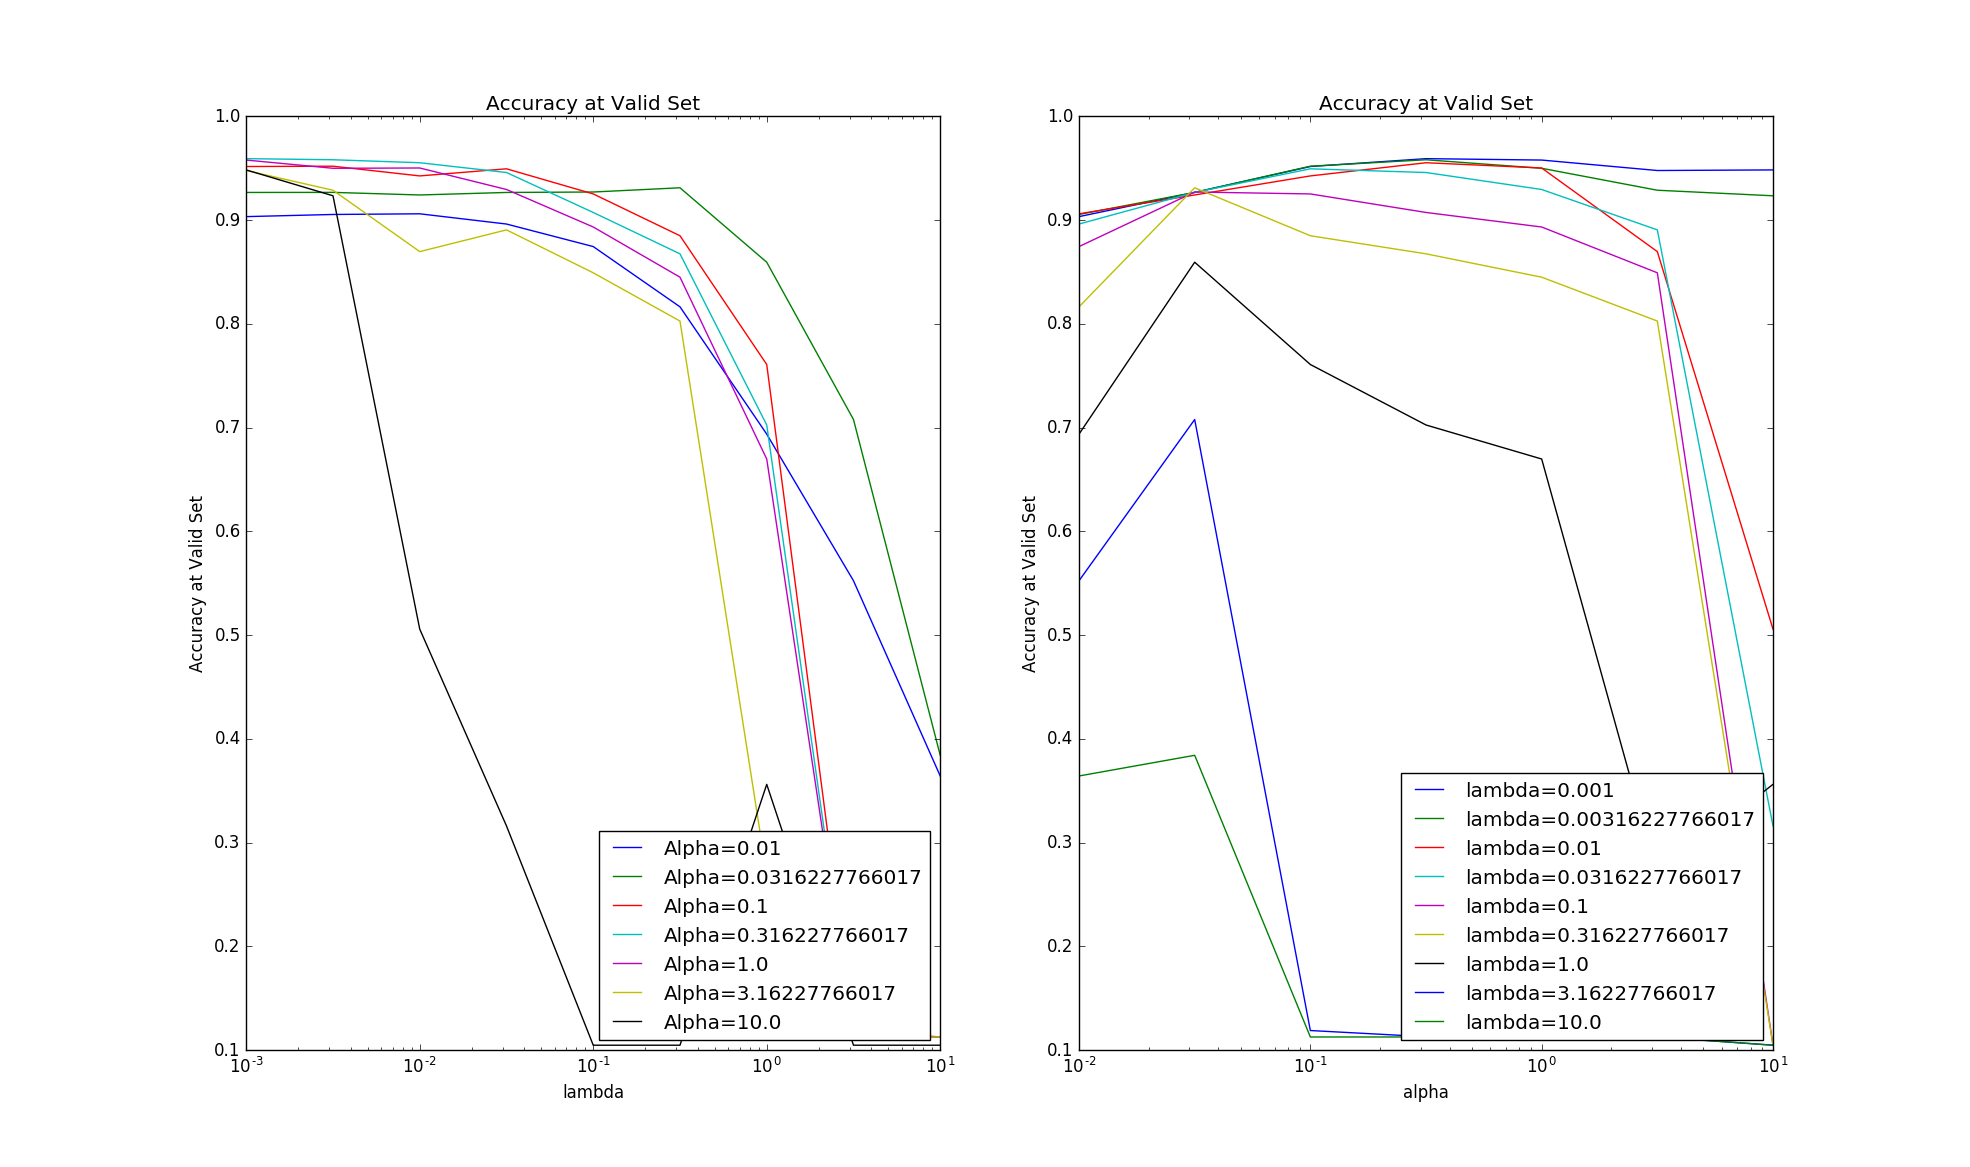 Accuracy at Valid Set
1.0
0.9
0.8
0.7
0.6
0.5
0.4
0.3
0.2
0.1
Accuracy at Valid Set
10^-3 10^-2 10^-1 10^0 10^1
lambda
Alpha=0.01
Alpha=0.0316227766017
Alpha=0.1
Alpha=0.316227766017
Alpha=1.0
Alpha=3.16227766017
Alpha=10.0
Accuracy at Valid Set
1.0
0.9
0.8
0.7
0.6
0.5
0.4
0.3
0.2
0.1
Accuracy at Valid Set
10^-2 10^-1 10^0 10^1
alpha
lambda=0.001
lambda=0.00316227766017
lambda=0.01
lambda=0.0316227766017
lambda=0.1
lambda=0.316227766017
lambda=1.0
lambda=3.16227766017
lambda=10.0